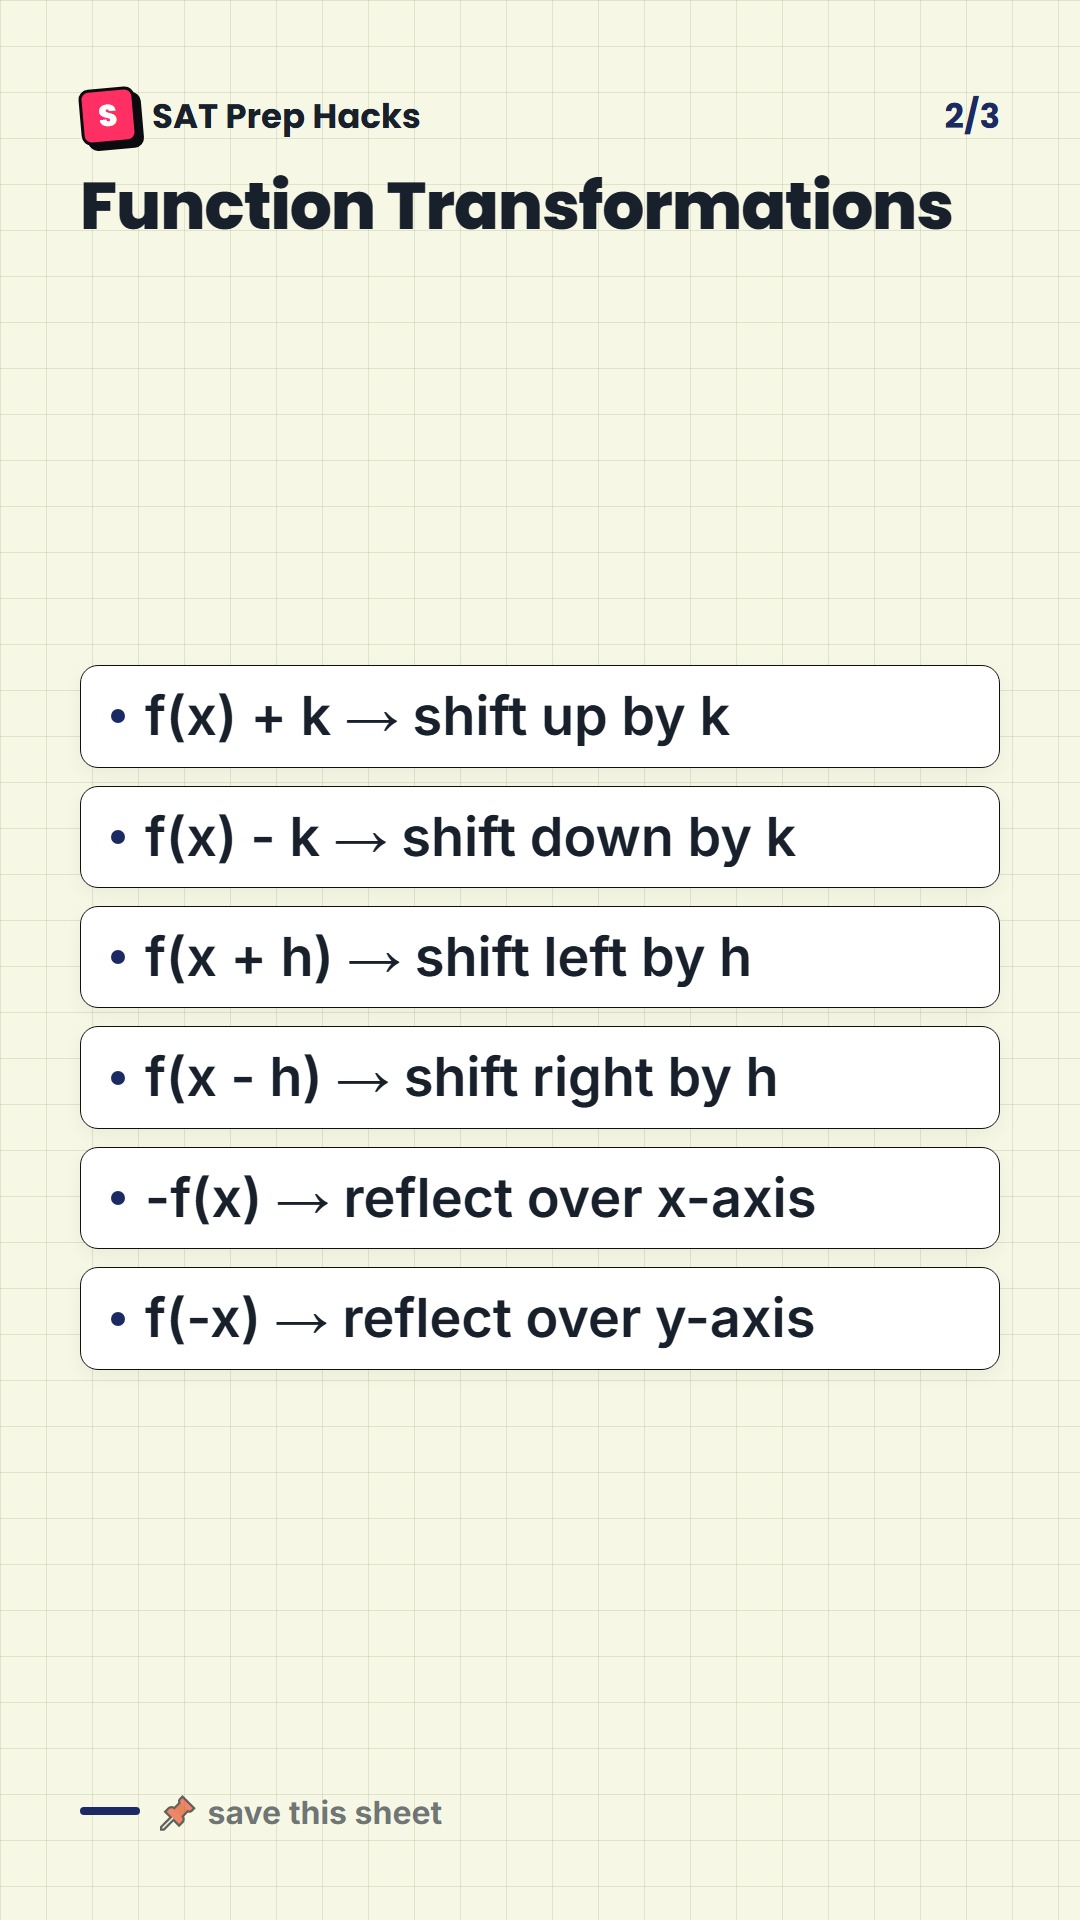 S SAT Prep Hacks 2/3
Function Transformations
• f(x) + k → shift up by k
• f(x) - k → shift down by k
• f(x + h) → shift left by h
• f(x - h) → shift right by h
• -f(x) → reflect over x-axis
• f(-x) → reflect over y-axis
📌 save this sheet